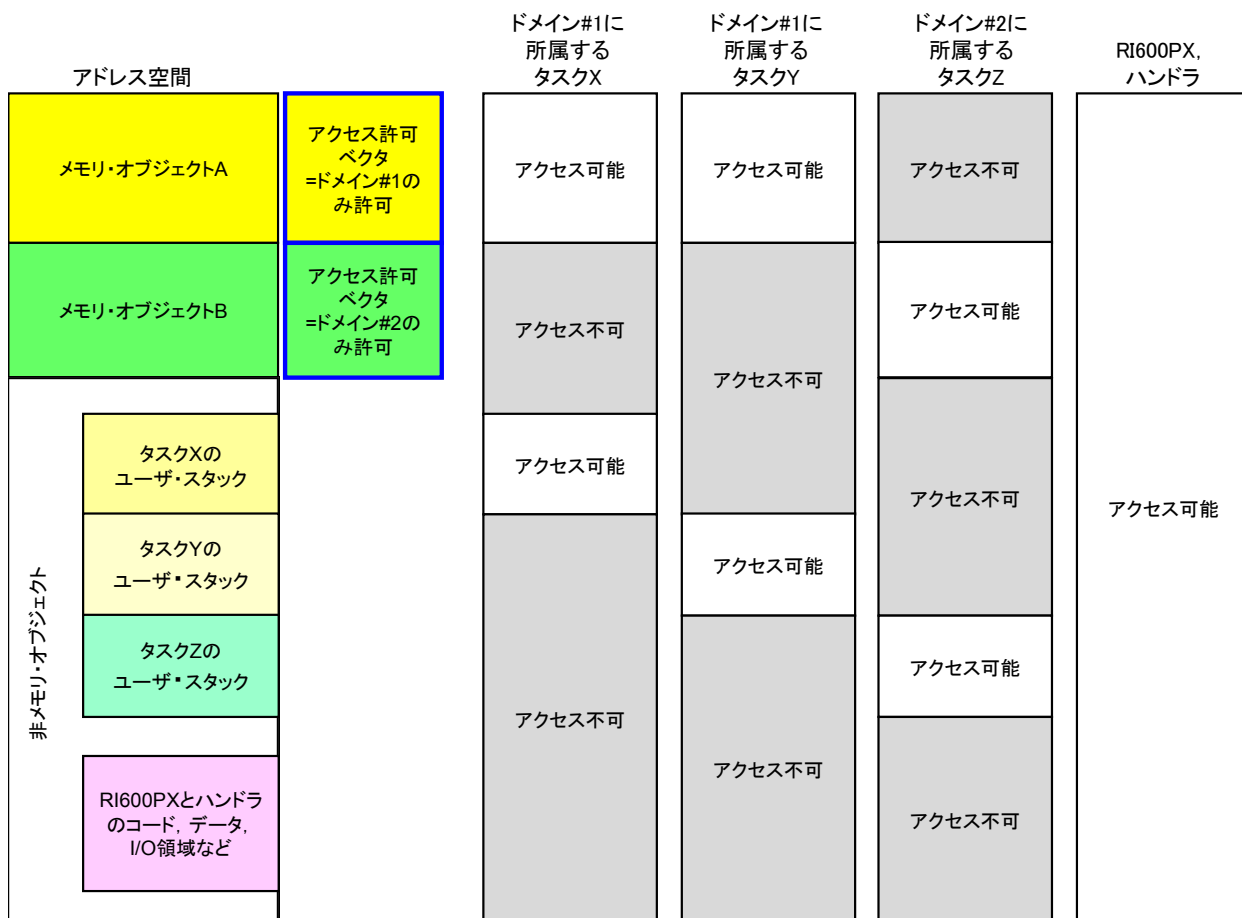 ドメイン#1に
所属する
タスクX
ドメイン#1に
所属する
タスクY
ドメイン#2に
所属する
タスクZ
RI600PX,
ハンドラ
アドレス空間
メモリ・オブジェクトA
アクセス許可
ベクタ
=ドメイン#1の
み許可
アクセス可能
アクセス可能
アクセス不可
メモリ・オブジェクトB
アクセス許可
ベクタ
=ドメイン#2の
み許可
アクセス不可
アクセス不可
アクセス可能
非メモリ・オブジェクト
タスクXの
ユーザ・スタック
アクセス可能
アクセス不可
アクセス可能
タスクYの
ユーザ・スタック
アクセス可能
タスクZの
ユーザ・スタック
アクセス不可
アクセス可能
アクセス不可
RI600PXとハンドラ
のコード, データ,
I/O領域など
アクセス不可